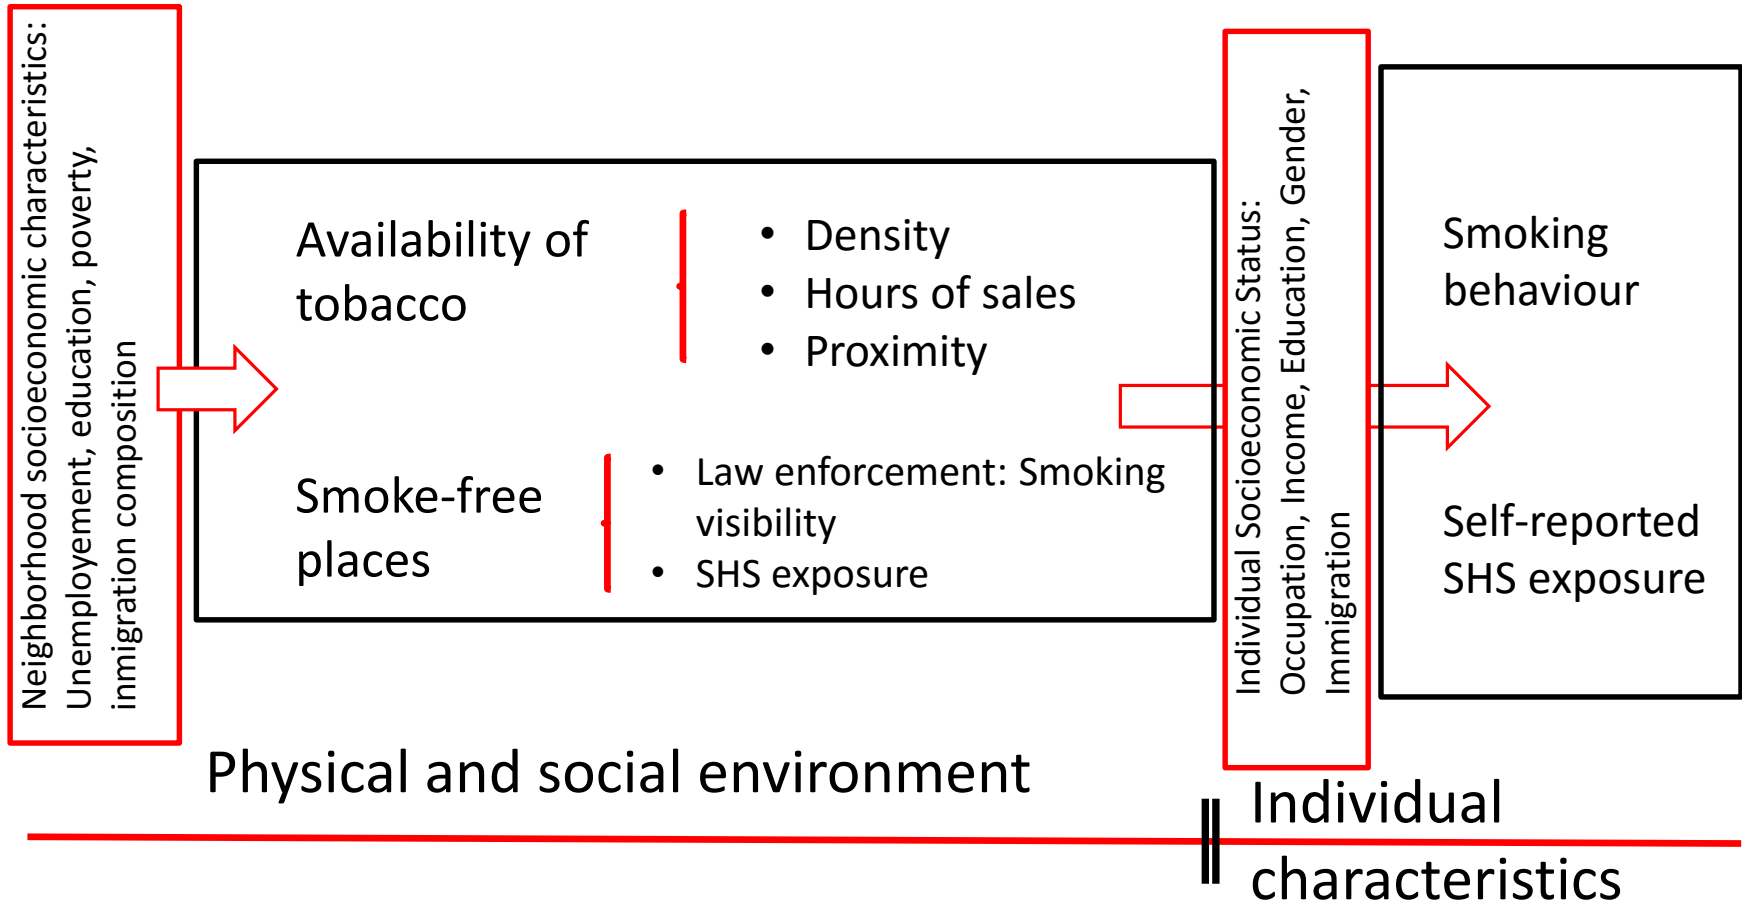 Neighborhood socioeconomic characteristics:
Unemployement, education, poverty,
inmigration composition
Availability of
tobacco
• Density
• Hours of sales
• Proximity
Smoke-free
places
• Law enforcement: Smoking
visibility
• SHS exposure
Individual Socioeconomic Status:
Occupation, Income, Education, Gender,
Immigration
Smoking
behaviour
Self-reported
SHS exposure
Physical and social environment
Individual
characteristics